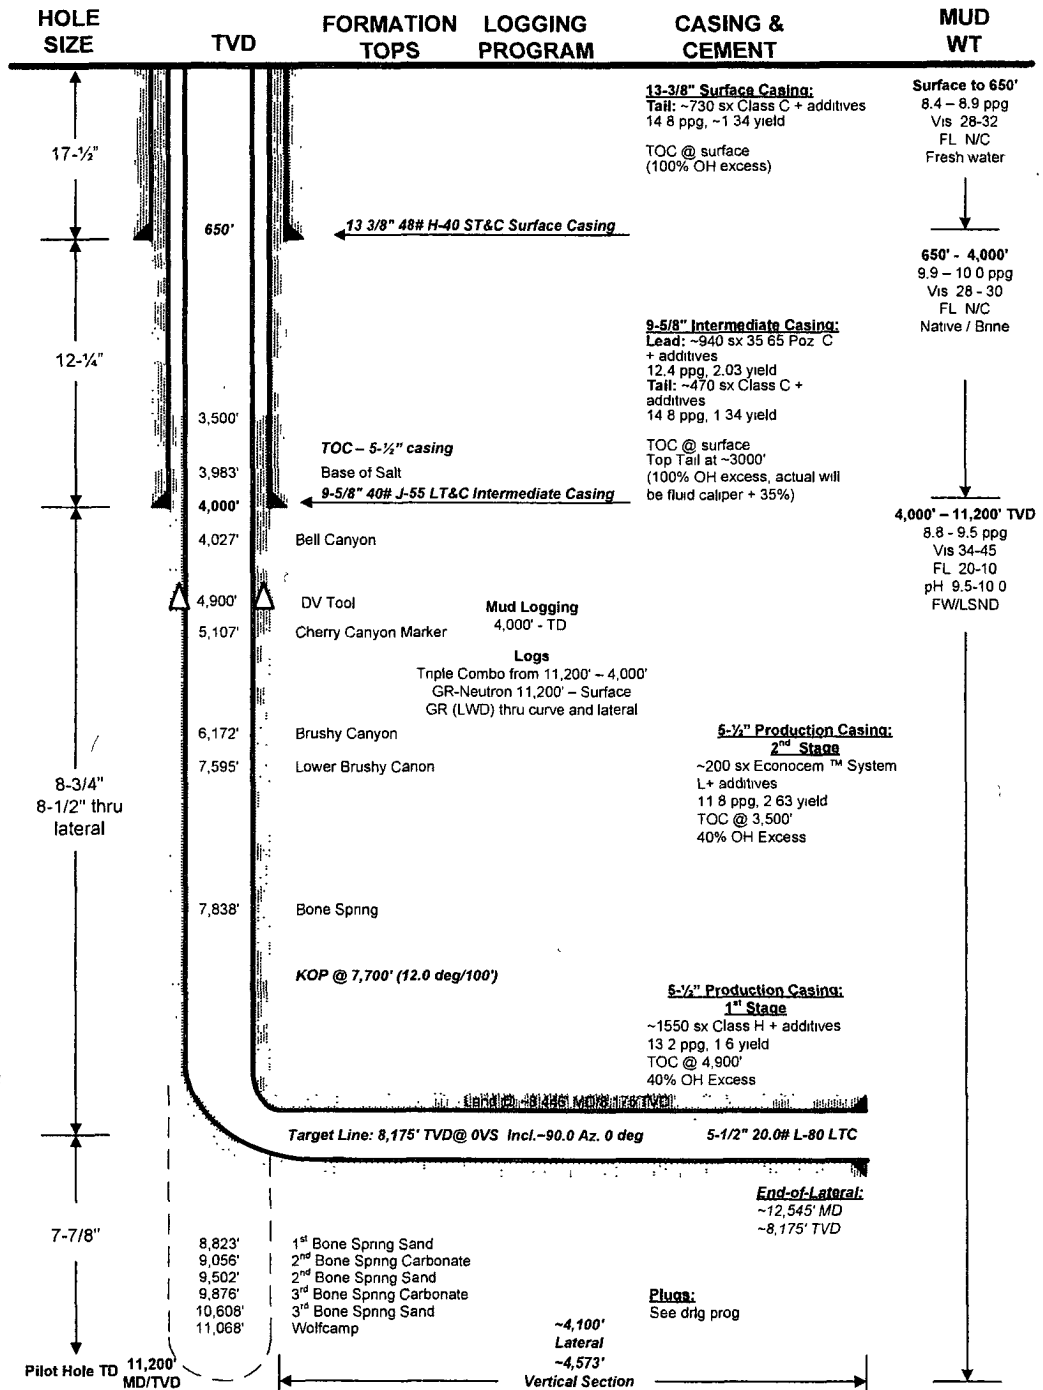 HOLE SIZE
TVD
FORMATION TOPS
LOGGING PROGRAM
CASING & CEMENT
MUD WT
17-½"
650'
13 3/8" 48# H-40 ST&C Surface Casing
13-3/8" Surface Casing:
Tail: ~730 sx Class C + additives
14 8 ppg, ~1 34 yield
TOC @ surface
(100% OH excess)
Surface to 650'
8.4 – 8.9 ppg
Vis 28-32
FL N/C
Fresh water
650' - 4,000'
9.9 – 10 0 ppg
Vis 28 - 30
FL N/C
Native / Brine
12-¼"
9-5/8" Intermediate Casing:
Lead: ~940 sx 35 65 Poz C
+ additives
12.4 ppg, 2.03 yield
Tail: ~470 sx Class C +
additives
14 8 ppg, 1 34 yield
TOC @ surface
Top Tail at ~3000'
(100% OH excess, actual will
be fluid caliper + 35%)
3,500'
TOC – 5-½" casing
3,983'
Base of Salt
4,000'
9-5/8" 40# J-55 LT&C Intermediate Casing
4,000' – 11,200' TVD
8.8 - 9.5 ppg
Vis 34-45
FL 20-10
pH 9.5-10 0
FW/LSND
4,027'
Bell Canyon
4,900'
DV Tool
5,107'
Cherry Canyon Marker
Mud Logging
4,000' - TD
Logs
Triple Combo from 11,200' – 4,000'
GR-Neutron 11,200' – Surface
GR (LWD) thru curve and lateral
6,172'
Brushy Canyon
7,595'
Lower Brushy Canon
8-3/4"
8-1/2" thru
lateral
5-½" Production Casing:
2nd Stage
~200 sx Econocem ™ System
L+ additives
11 8 ppg, 2 63 yield
TOC @ 3,500'
40% OH Excess
7,838'
Bone Spring
KOP @ 7,700' (12.0 deg/100')
5-½" Production Casing:
1st Stage
~1550 sx Class H + additives
13 2 ppg, 1 6 yield
TOC @ 4,900'
40% OH Excess
Land @ ~8,446' MD/8,175' TVD
Target Line: 8,175' TVD@ 0VS Incl.~90.0 Az. 0 deg
5-1/2" 20.0# L-80 LTC
End-of-Lateral:
~12,545' MD
~8,175' TVD
7-7/8"
8,823' 1st Bone Spring Sand
9,056' 2nd Bone Spring Carbonate
9,502' 2nd Bone Spring Sand
9,876' 3rd Bone Spring Carbonate
10,608' 3rd Bone Spring Sand
11,068' Wolfcamp
Plugs:
See drlg prog
~4,100'
Lateral
~4,573'
Vertical Section
Pilot Hole TD 11,200'
MD/TVD